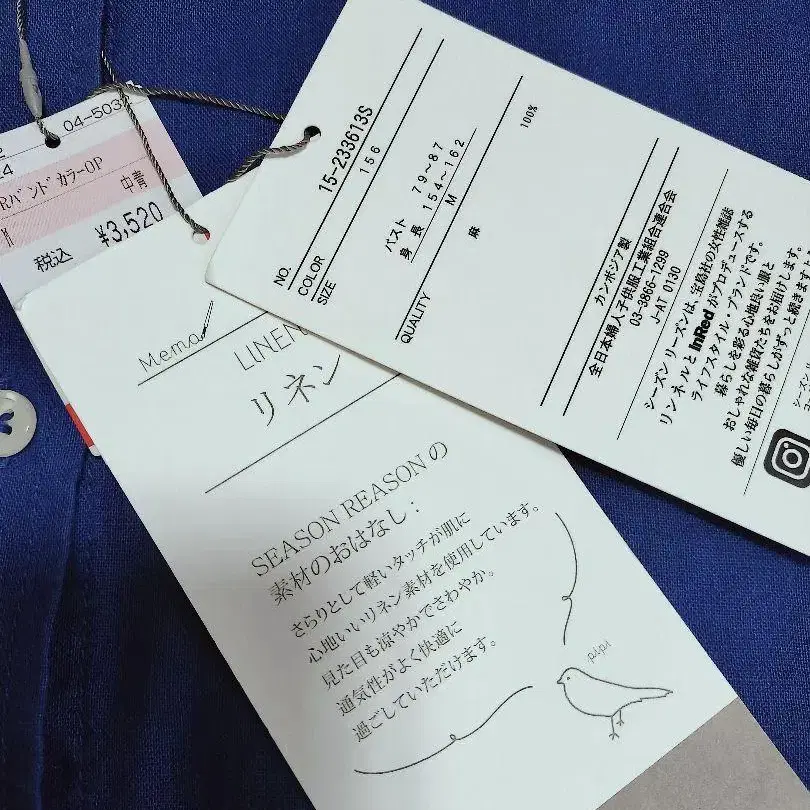 04-503
24
RバンドカラーOP
中青
M
税込 ¥3,520
Memo
LINEN
リネン
SEASON REASON の
素材のおはなし：
さらりとして軽いタッチが肌に
心地いいリネン素材を使用しています。
見た目も涼やかでさわやか。
通気性がよく快適に
過ごしていただけます。
pipi
NO. 15-233613S
COLOR 156
SIZE
バスト 79〜87
身長 154〜162
M
QUALITY
麻 100%
カンボジア製
全日本婦人子供服工業組合連合会
03-3866-1239
J-AT 0130
シーズン リーズンは、宝島社の女性雑誌
リンネルと InRed がプロデュースする
ライフスタイル・ブランドです。
暮らしを彩る心地良い服と
おしゃれな雑貨たちをお届けします。
優しい毎日の暮らしがずっと続きますよ
シーズン リ